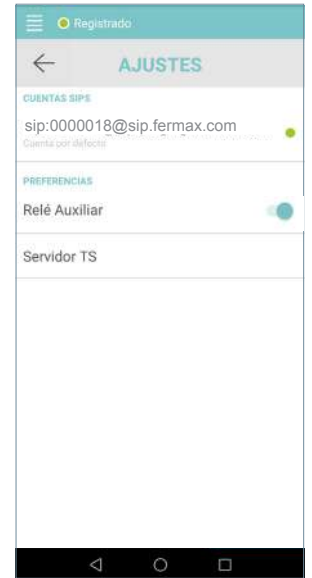 Registrado
AJUSTES
CUENTAS SIPS
sip:0000018@sip.fermax.com
Cuenta por defecto
PREFERENCIAS
Relé Auxiliar
Servidor TS